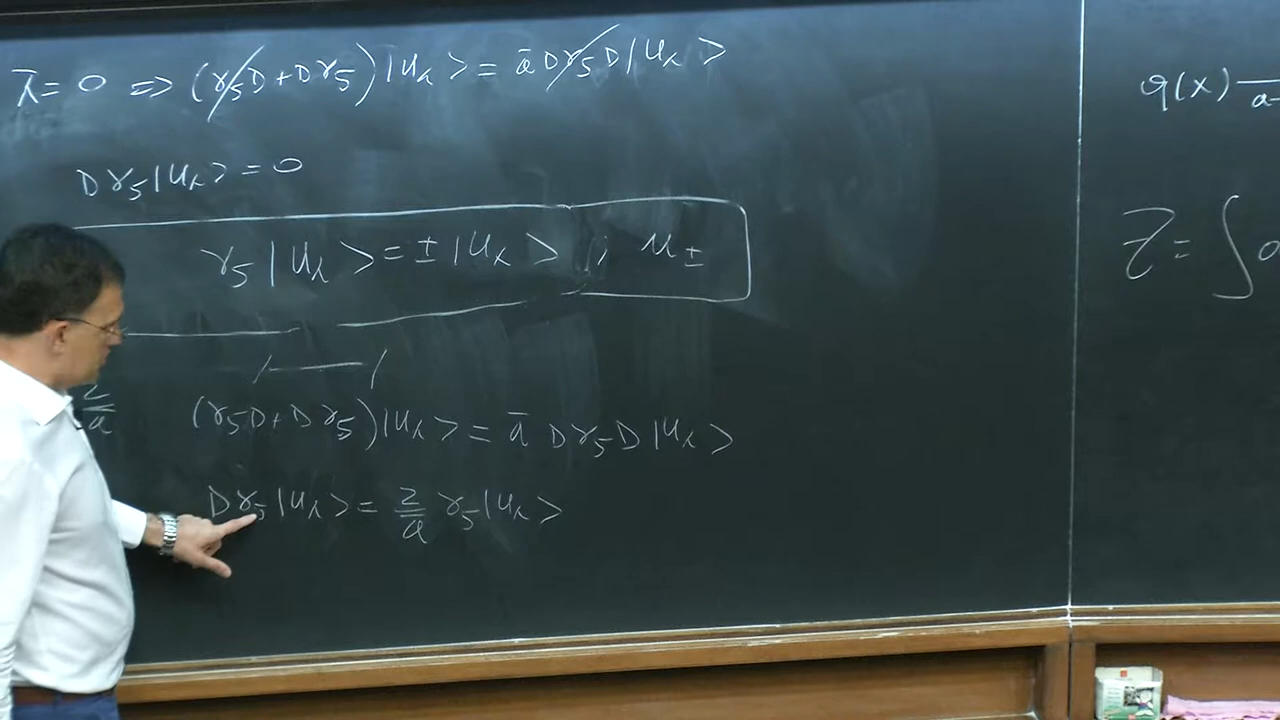 λ̄ = 0 ⇒ (γ₅D + Dγ₅)|u_λ> = ā Dγ₅D|u_λ>
Dγ₅|u_λ> = 0
γ₅|u_λ> = ±|u_λ> ; u_±
2/a
(γ₅D + Dγ₅)|u_λ> = ā Dγ₅D|u_λ>
Dγ₅|u_λ> = 2/ā γ₅|u_λ>
q(x)
Z = ∫